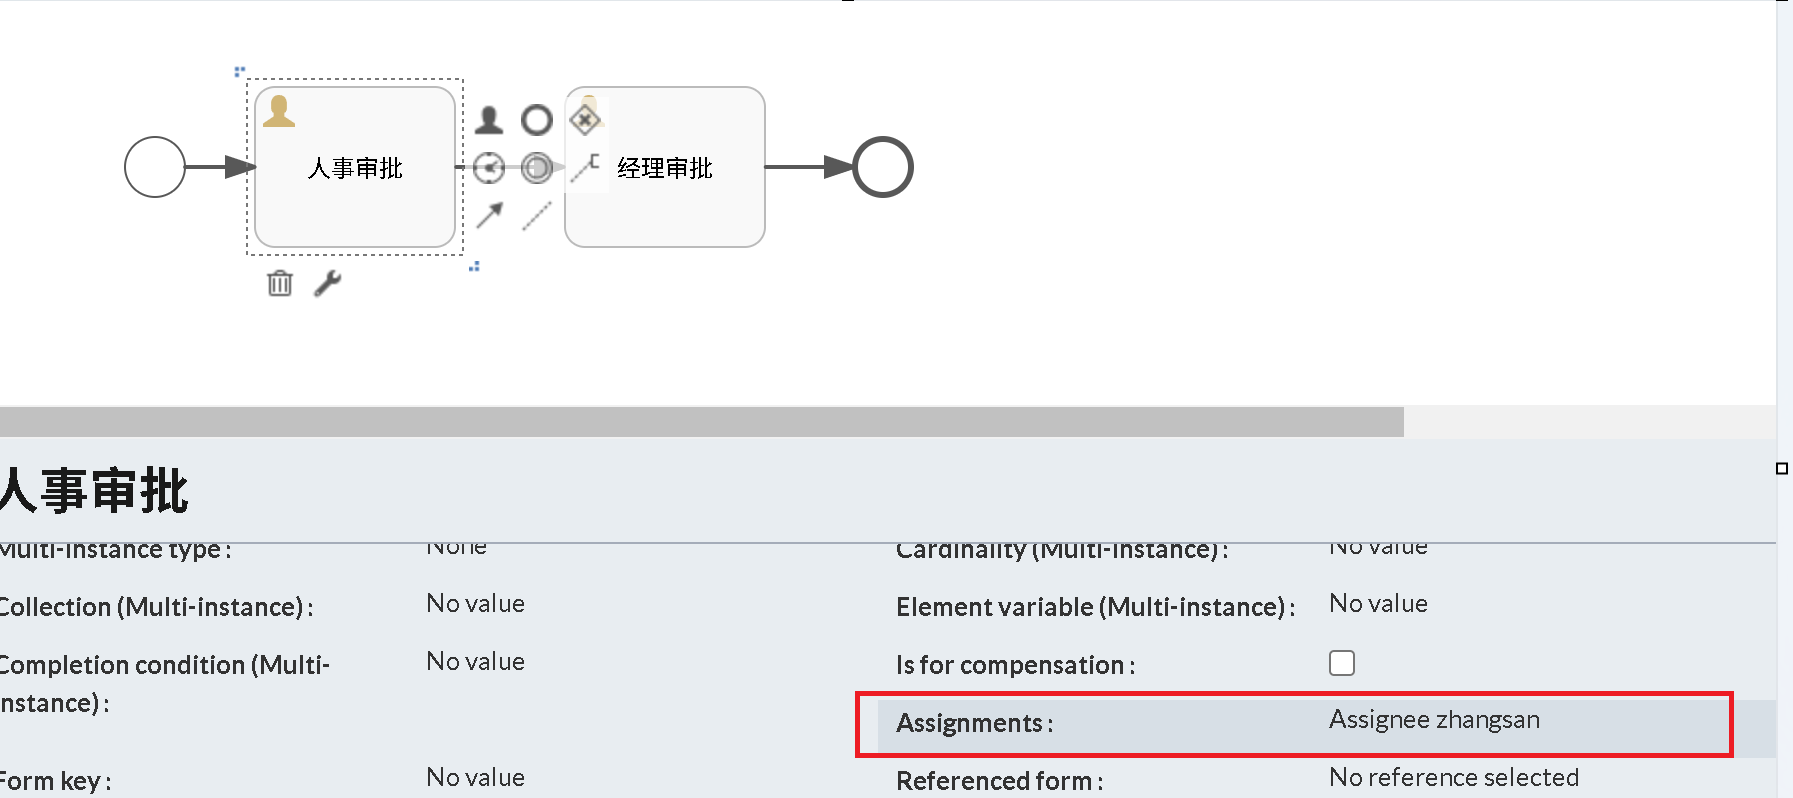 人事审批
经理审批
人事审批
Multi-instance type :
None
Cardinality (Multi-instance) :
No value
Collection (Multi-instance) :
No value
Element variable (Multi-instance) :
No value
Completion condition (Multi-
instance) :
No value
Is for compensation :
Assignments :
Assignee zhangsan
Form key :
No value
Referenced form :
No reference selected